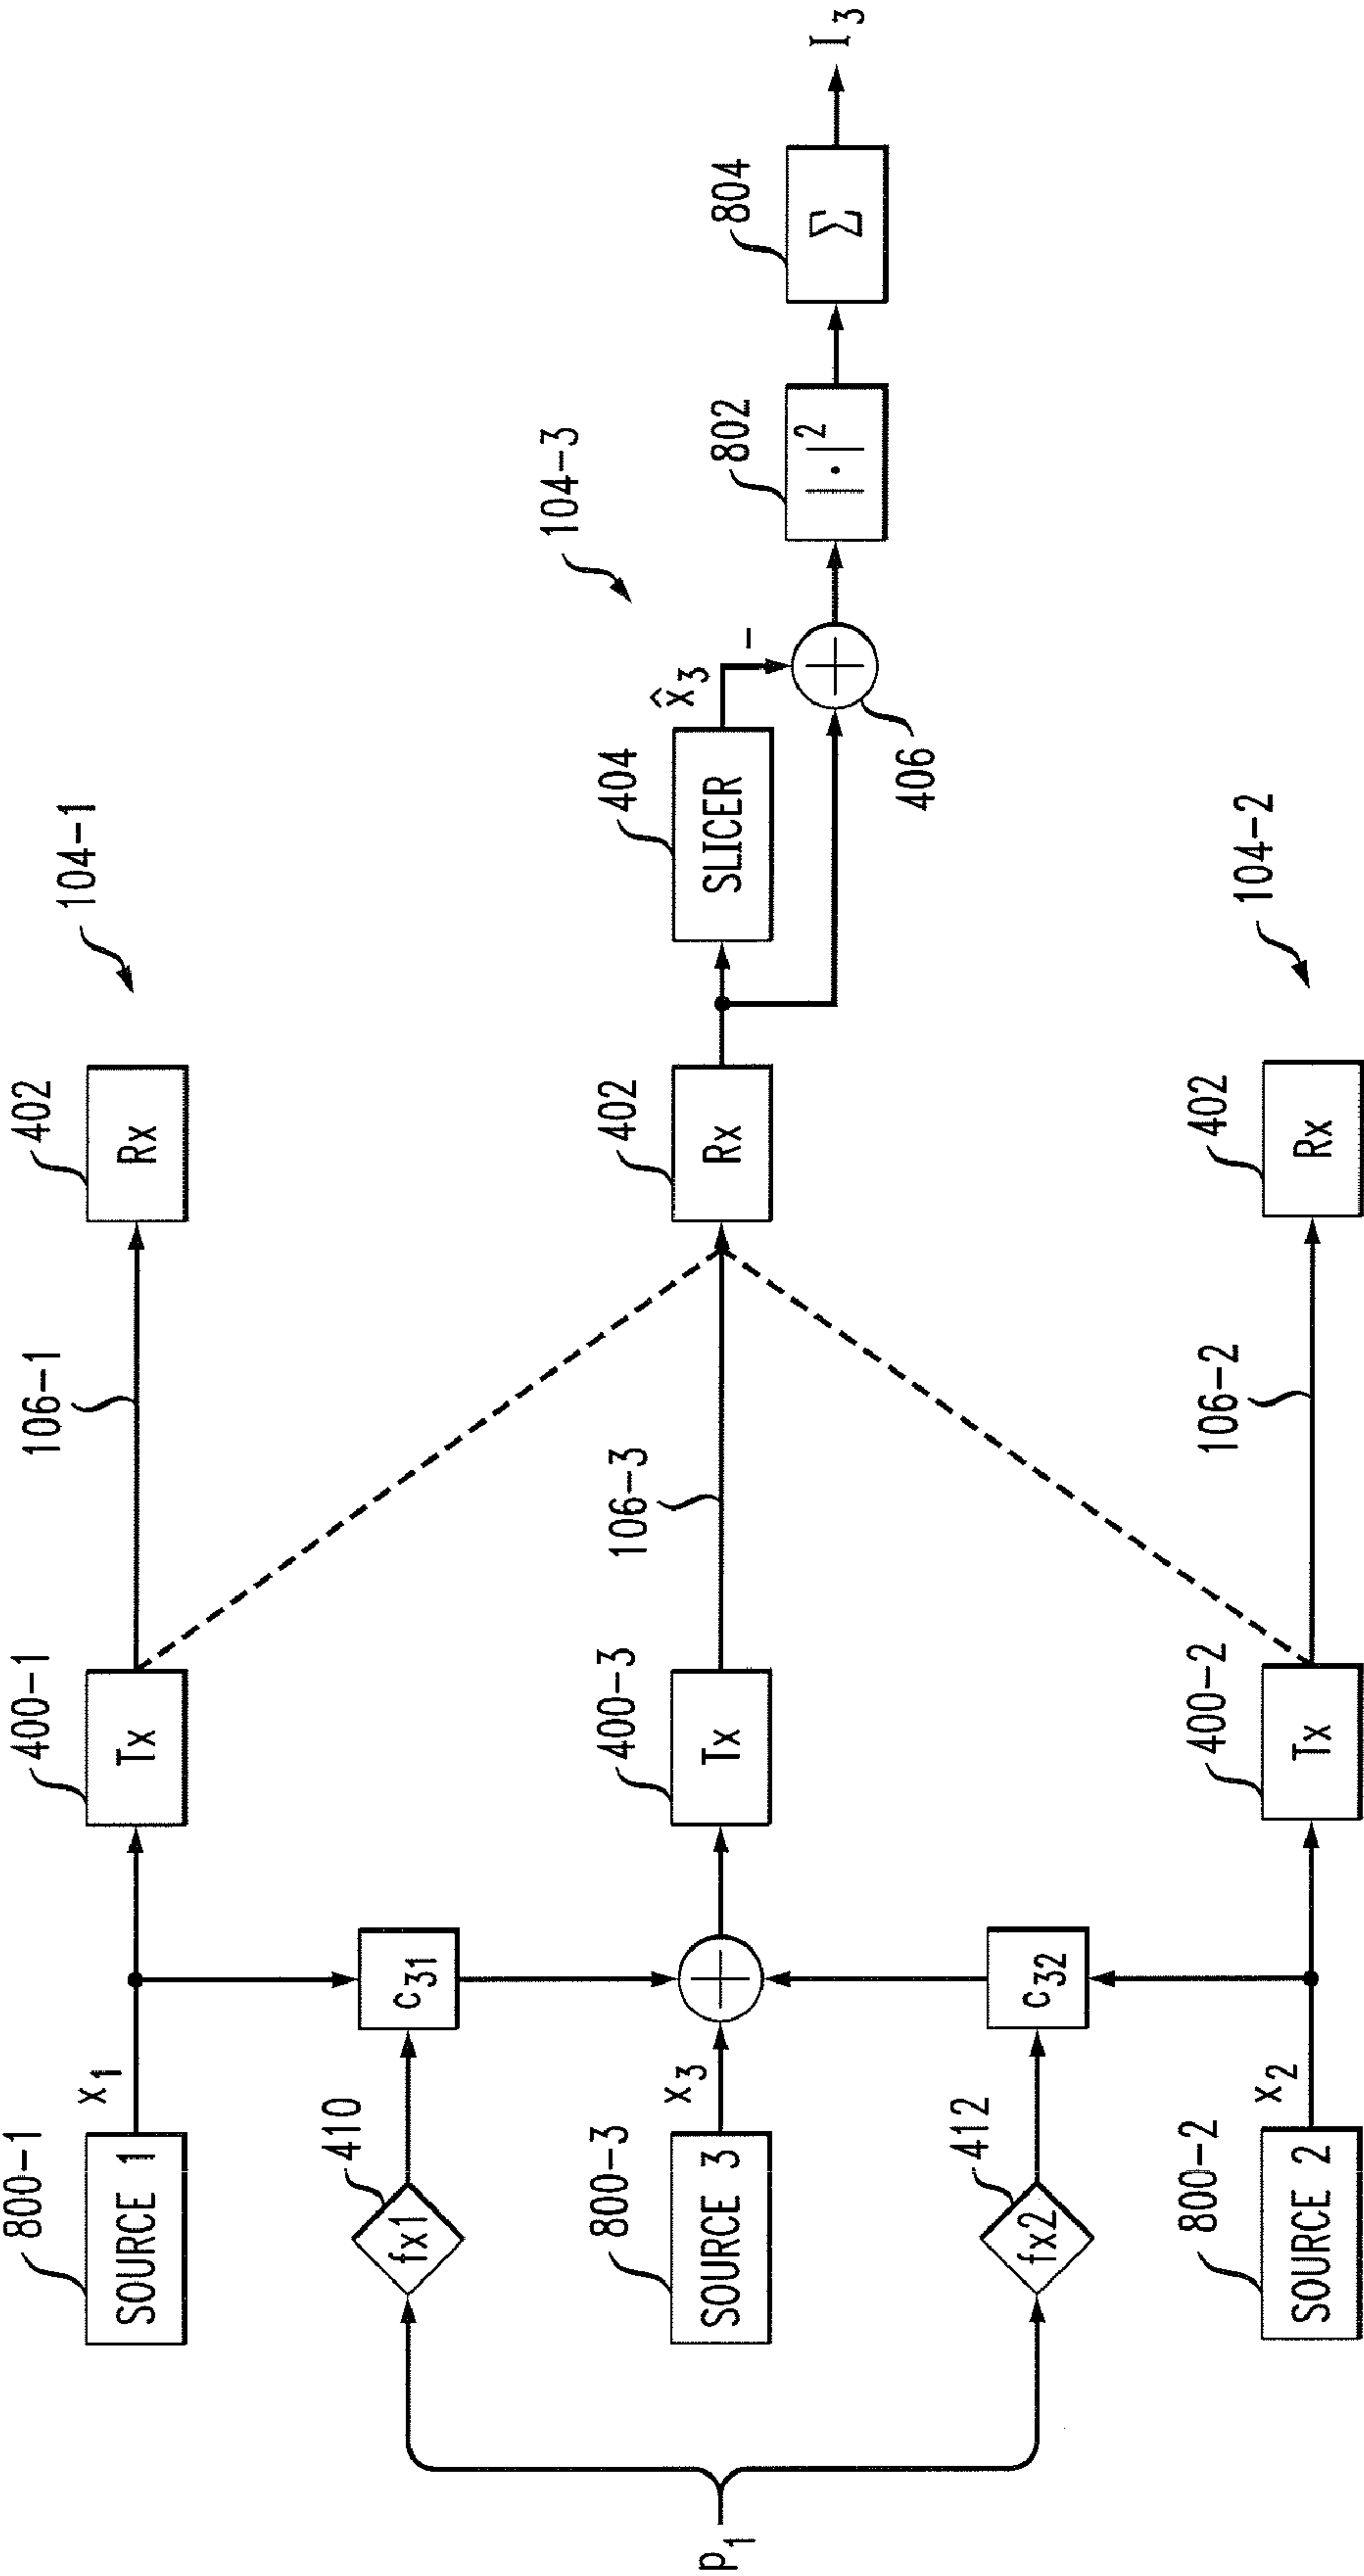 800-1
SOURCE 1
x1
400-1
Tx
106-1
402
Rx
104-1
410
fx1
c31
p1
800-3
SOURCE 3
x3
400-3
Tx
106-3
402
Rx
404
SLICER
x̂3
-
406
104-3
802
|·|²
804
Σ
I3
412
fx2
c32
800-2
SOURCE 2
x2
400-2
Tx
106-2
402
Rx
104-2